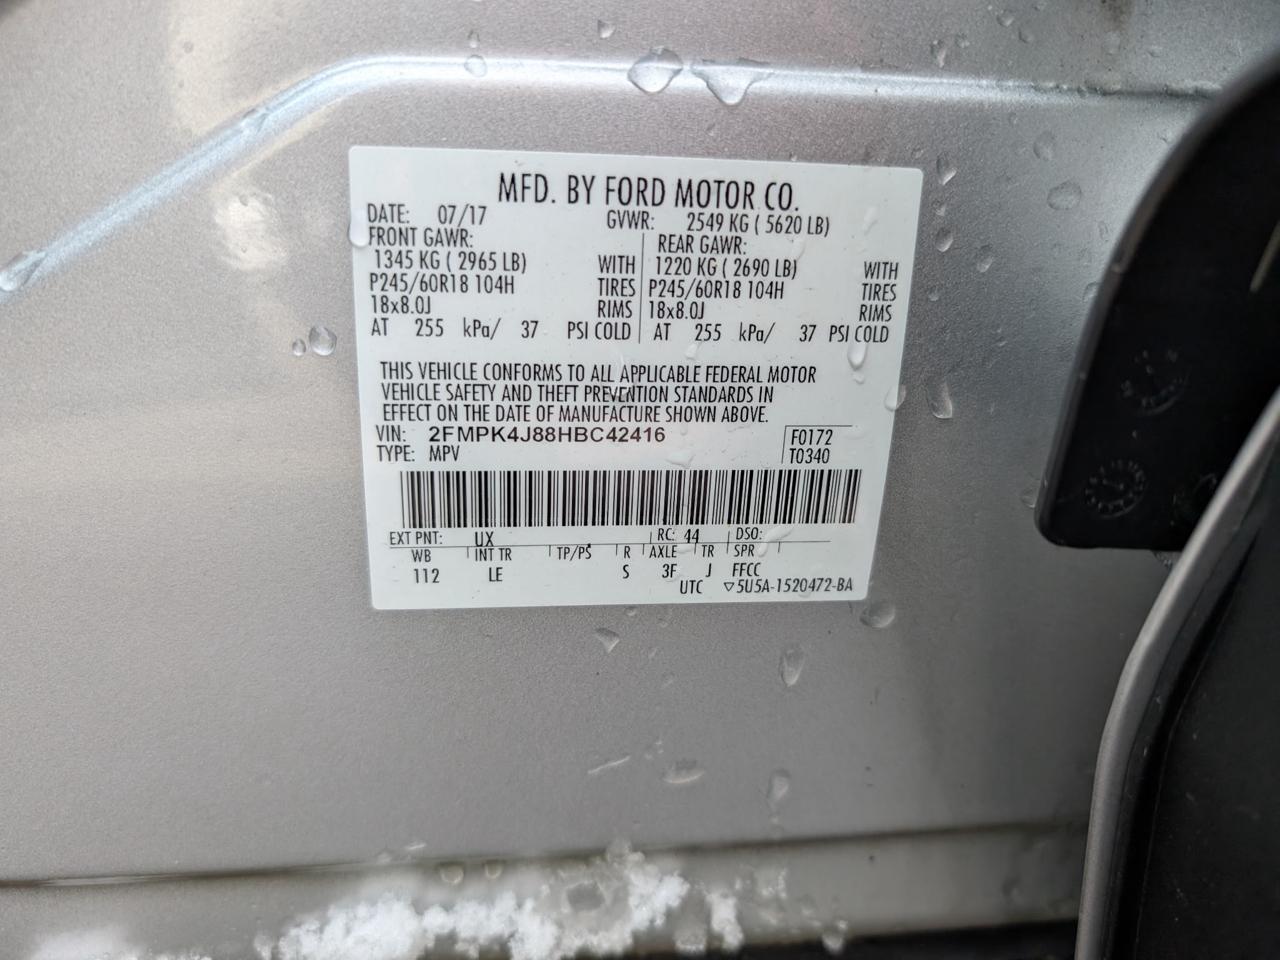 MFD. BY FORD MOTOR CO.
DATE: 07/17 GVWR: 2549 KG ( 5620 LB)
FRONT GAWR: REAR GAWR:
1345 KG ( 2965 LB) WITH 1220 KG ( 2690 LB) WITH
P245/60R18 104H TIRES P245/60R18 104H TIRES
18x8.0J RIMS 18x8.0J RIMS
AT 255 kPa/ 37 PSI COLD AT 255 kPa/ 37 PSI COLD
THIS VEHICLE CONFORMS TO ALL APPLICABLE FEDERAL MOTOR
VEHICLE SAFETY AND THEFT PREVENTION STANDARDS IN
EFFECT ON THE DATE OF MANUFACTURE SHOWN ABOVE.
VIN: 2FMPK4J88HBC42416 F0172
TYPE: MPV T0340
EXT PNT: UX RC: 44 DSO:
WB INT TR TP/PS R AXLE TR SPR
112 LE S 3F J FFCC
UTC ▽5U5A-1520472-BA